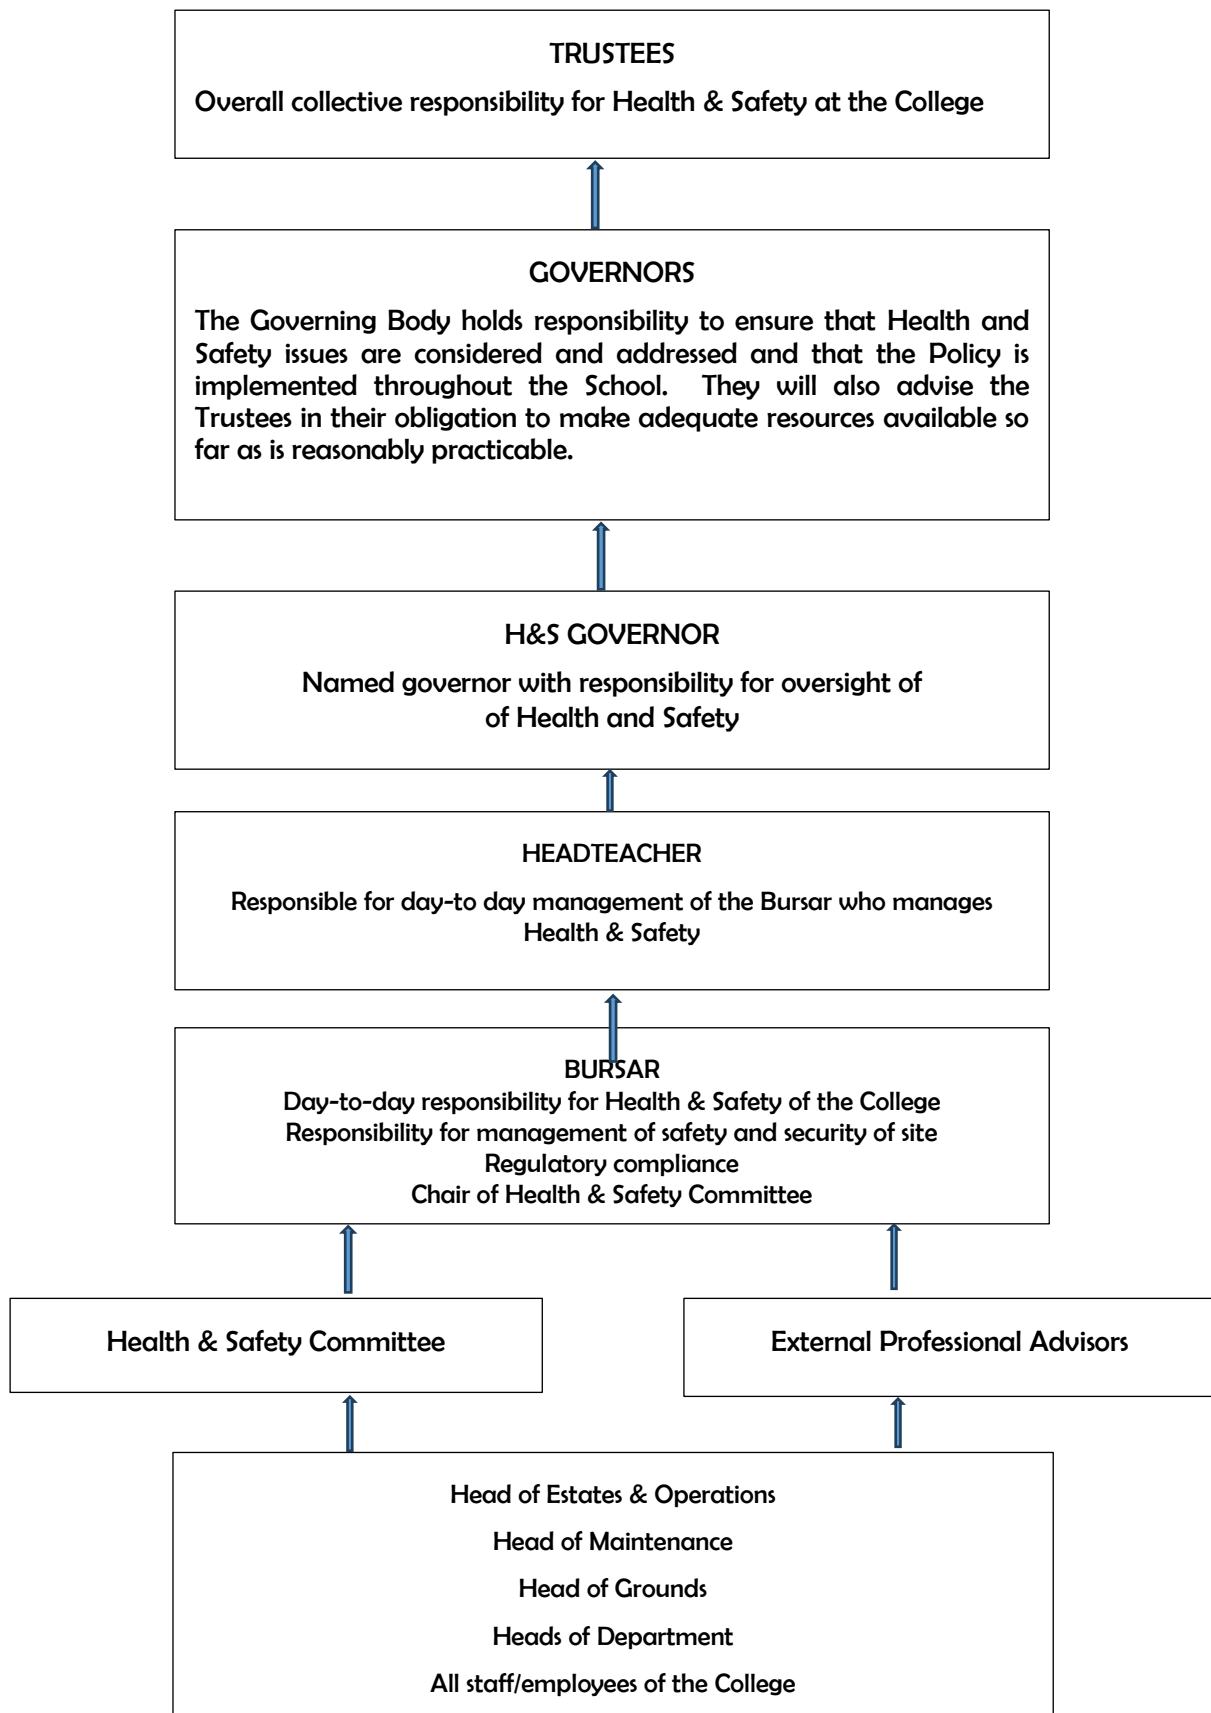 TRUSTEES
Overall collective responsibility for Health & Safety at the College
GOVERNORS
The Governing Body holds responsibility to ensure that Health and
Safety issues are considered and addressed and that the Policy is
implemented throughout the School. They will also advise the
Trustees in their obligation to make adequate resources available so
far as is reasonably practicable.
H&S GOVERNOR
Named governor with responsibility for oversight of
of Health and Safety
HEADTEACHER
Responsible for day-to day management of the Bursar who manages
Health & Safety
BURSAR
Day-to-day responsibility for Health & Safety of the College
Responsibility for management of safety and security of site
Regulatory compliance
Chair of Health & Safety Committee
Health & Safety Committee
External Professional Advisors
Head of Estates & Operations
Head of Maintenance
Head of Grounds
Heads of Department
All staff/employees of the College